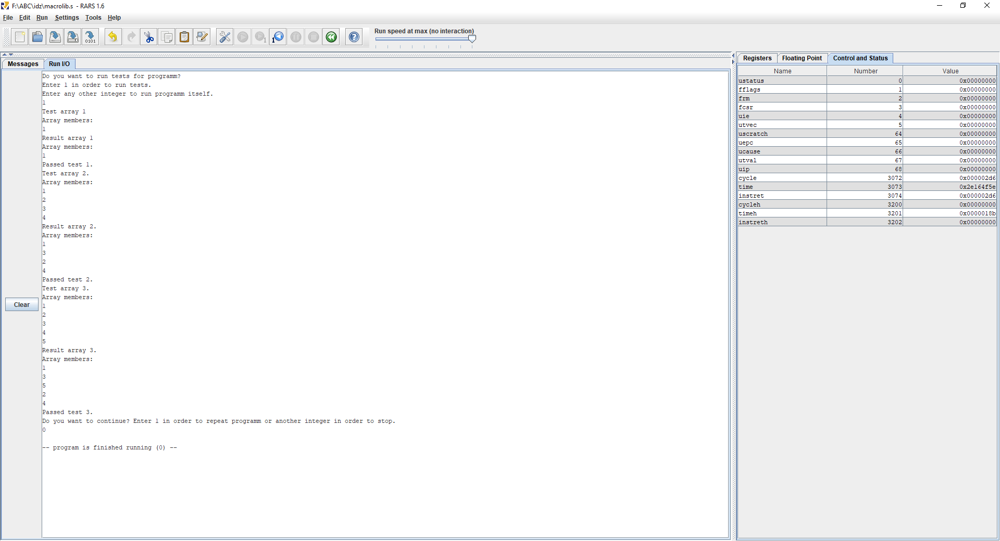 F:\ABC\idz\macrolib.s - RARS 1.6
File Edit Run Settings Tools Help
Run speed at max (no interaction)
Messages Run I/O
Clear
Do you want to run tests for programm?
Enter 1 in order to run tests.
Enter any other integer to run programm itself.
1
Test array 1
Array members:
1
Result array 1
Array members:
1
Passed test 1.
Test array 2.
Array members:
1
2
3
4
Result array 2.
Array members:
1
3
2
4
Passed test 2.
Test array 3.
Array members:
1
2
3
4
5
Result array 3.
Array members:
1
3
5
2
4
Passed test 3.
Do you want to continue? Enter 1 in order to repeat programm or another integer in order to stop.
0
-- program is finished running (0) --
Registers Floating Point Control and Status
Name Number Value
ustatus 0 0x00000000
fflags 1 0x00000000
frm 2 0x00000000
fcsr 3 0x00000000
uie 4 0x00000000
utvec 5 0x00000000
uscratch 64 0x00000000
uepc 65 0x00000000
ucause 66 0x00000000
utval 67 0x00000000
uip 68 0x00000000
cycle 3072 0x000002d6
time 3073 0x2e164f5e
instret 3074 0x000002d6
cycleh 3200 0x00000000
timeh 3201 0x0000018b
instreth 3202 0x00000000